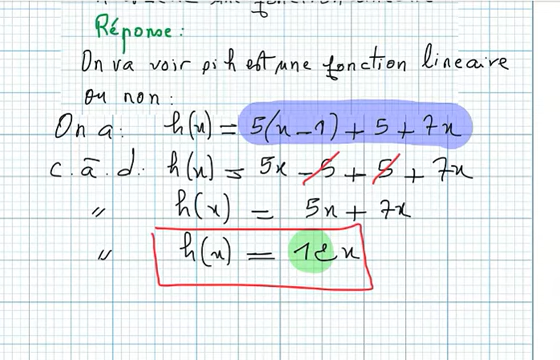 Réponse:
On va voir si h est une fonction lineaire
ou non:
On a: h(x) = 5(x-1) + 5 + 7x
c.à.d: h(x) = 5x - 5 + 5 + 7x
" h(x) = 5x + 7x
" h(x) = 12x